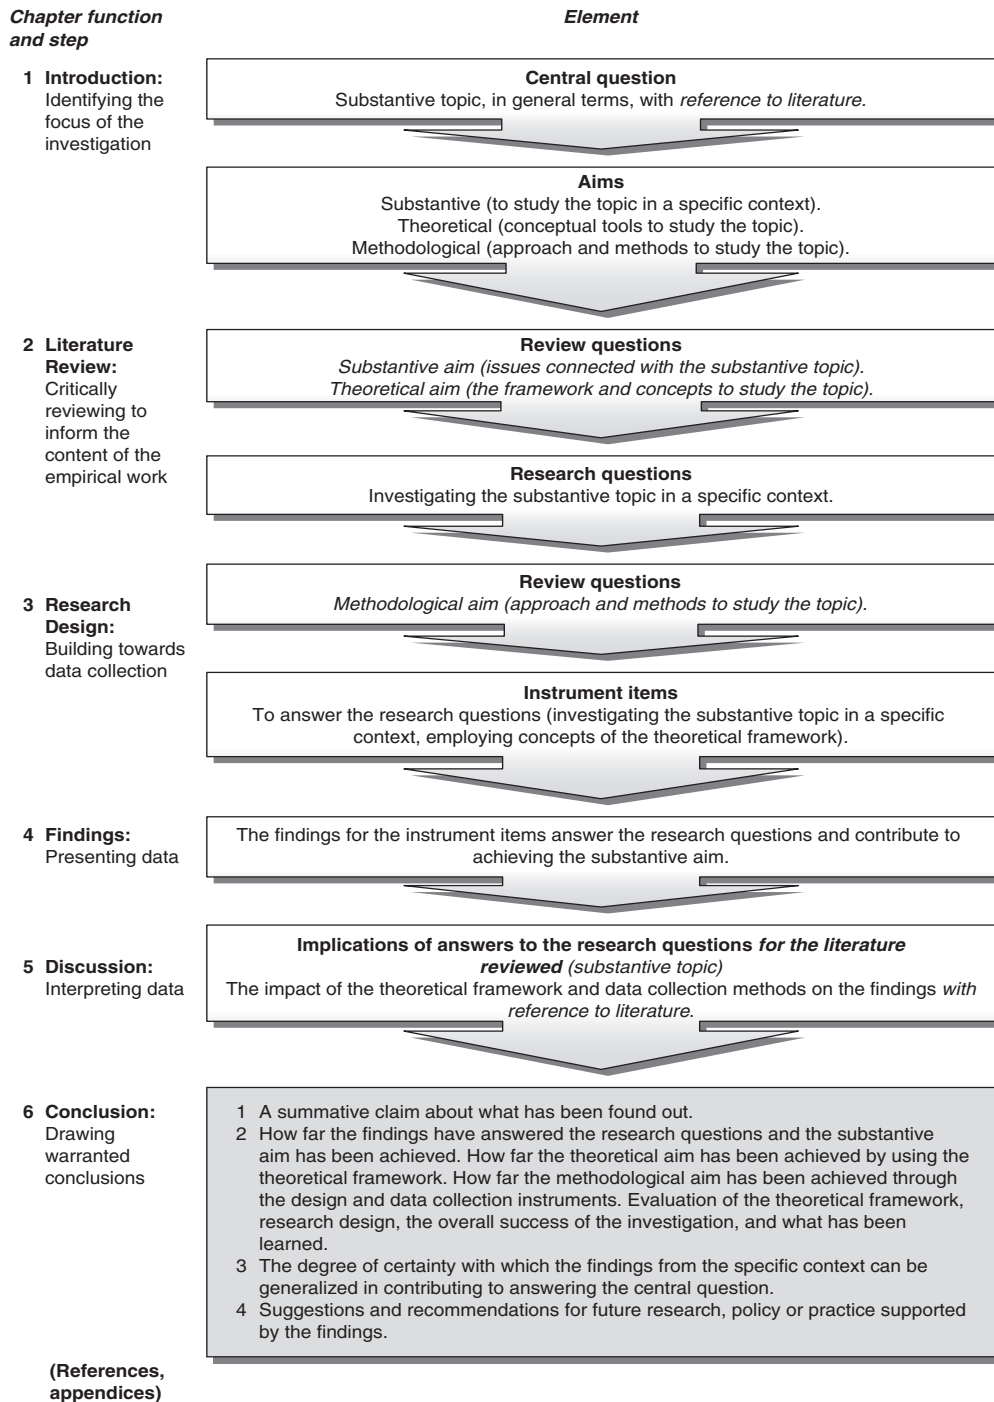 Chapter function
and step
Element
1 Introduction:
Identifying the
focus of the
investigation
Central question
Substantive topic, in general terms, with reference to literature.
Aims
Substantive (to study the topic in a specific context).
Theoretical (conceptual tools to study the topic).
Methodological (approach and methods to study the topic).
2 Literature
Review:
Critically
reviewing to
inform the
content of the
empirical work
Review questions
Substantive aim (issues connected with the substantive topic).
Theoretical aim (the framework and concepts to study the topic).
Research questions
Investigating the substantive topic in a specific context.
3 Research
Design:
Building towards
data collection
Review questions
Methodological aim (approach and methods to study the topic).
Instrument items
To answer the research questions (investigating the substantive topic in a specific
context, employing concepts of the theoretical framework).
4 Findings:
Presenting data
The findings for the instrument items answer the research questions and contribute to
achieving the substantive aim.
5 Discussion:
Interpreting data
Implications of answers to the research questions for the literature
reviewed (substantive topic)
The impact of the theoretical framework and data collection methods on the findings with
reference to literature.
6 Conclusion:
Drawing
warranted
conclusions
1 A summative claim about what has been found out.
2 How far the findings have answered the research questions and the substantive
aim has been achieved. How far the theoretical aim has been achieved by using the
theoretical framework. How far the methodological aim has been achieved through
the design and data collection instruments. Evaluation of the theoretical framework,
research design, the overall success of the investigation, and what has been
learned.
3 The degree of certainty with which the findings from the specific context can be
generalized in contributing to answering the central question.
4 Suggestions and recommendations for future research, policy or practice supported
by the findings.
(References,
appendices)